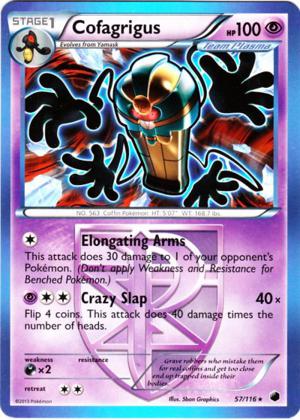 STAGE1
Cofagrigus
HP100
Evolves from Yamask
Team Plasma
NO. 563 Coffin Pokémon HT. 5'07" WT. 168.7 lbs.
Elongating Arms
This attack does 30 damage to 1 of your opponent's
Pokémon. (Don't apply Weakness and Resistance for
Benched Pokémon.)
Crazy Slap 40×
Flip 4 coins. This attack does 40 damage times the
number of heads.
weakness resistance
×2
retreat
Grave robbers who mistake them
for real coffins and get too close
end up trapped inside their
bodies.
Illus. 5ban Graphics
©2013 Pokémon
57/116 ★